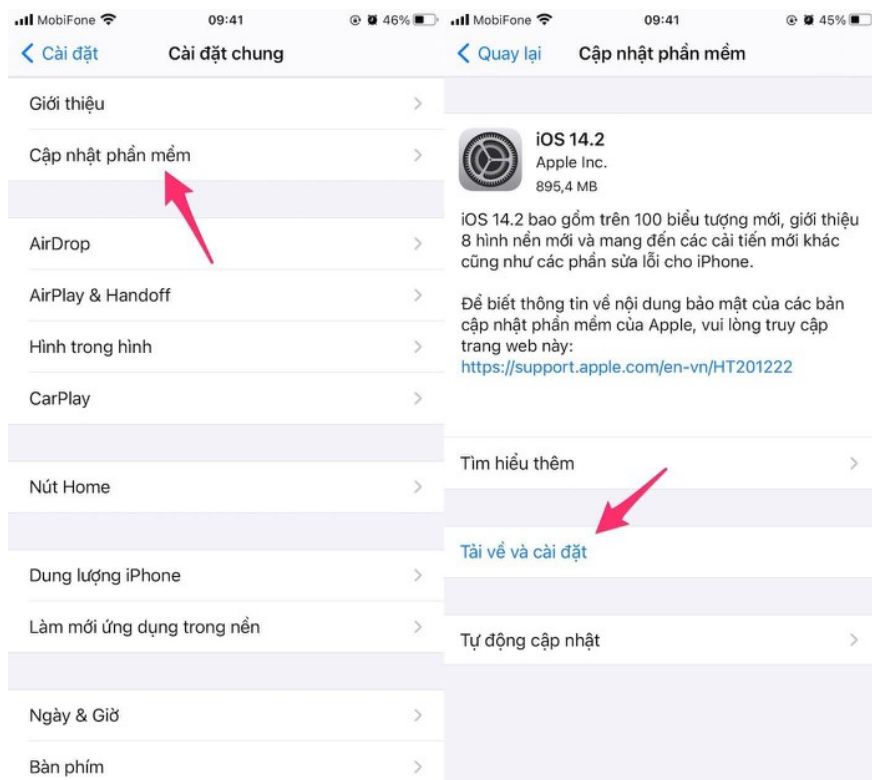 MobiFone 09:41 46%
Cài đặt Cài đặt chung
Giới thiệu
Cập nhật phần mềm
AirDrop
AirPlay & Handoff
Hình trong hình
CarPlay
Nút Home
Dung lượng iPhone
Làm mới ứng dụng trong nền
Ngày & Giờ
Bàn phím
MobiFone 09:41 45%
Quay lại Cập nhật phần mềm
iOS 14.2
Apple Inc.
895,4 MB
iOS 14.2 bao gồm trên 100 biểu tượng mới, giới thiệu
8 hình nền mới và mang đến các cải tiến mới khác
cũng như các phần sửa lỗi cho iPhone.
Để biết thông tin về nội dung bảo mật của các bản
cập nhật phần mềm của Apple, vui lòng truy cập
trang web này:
https://support.apple.com/en-vn/HT201222
Tìm hiểu thêm
Tải về và cài đặt
Tự động cập nhật